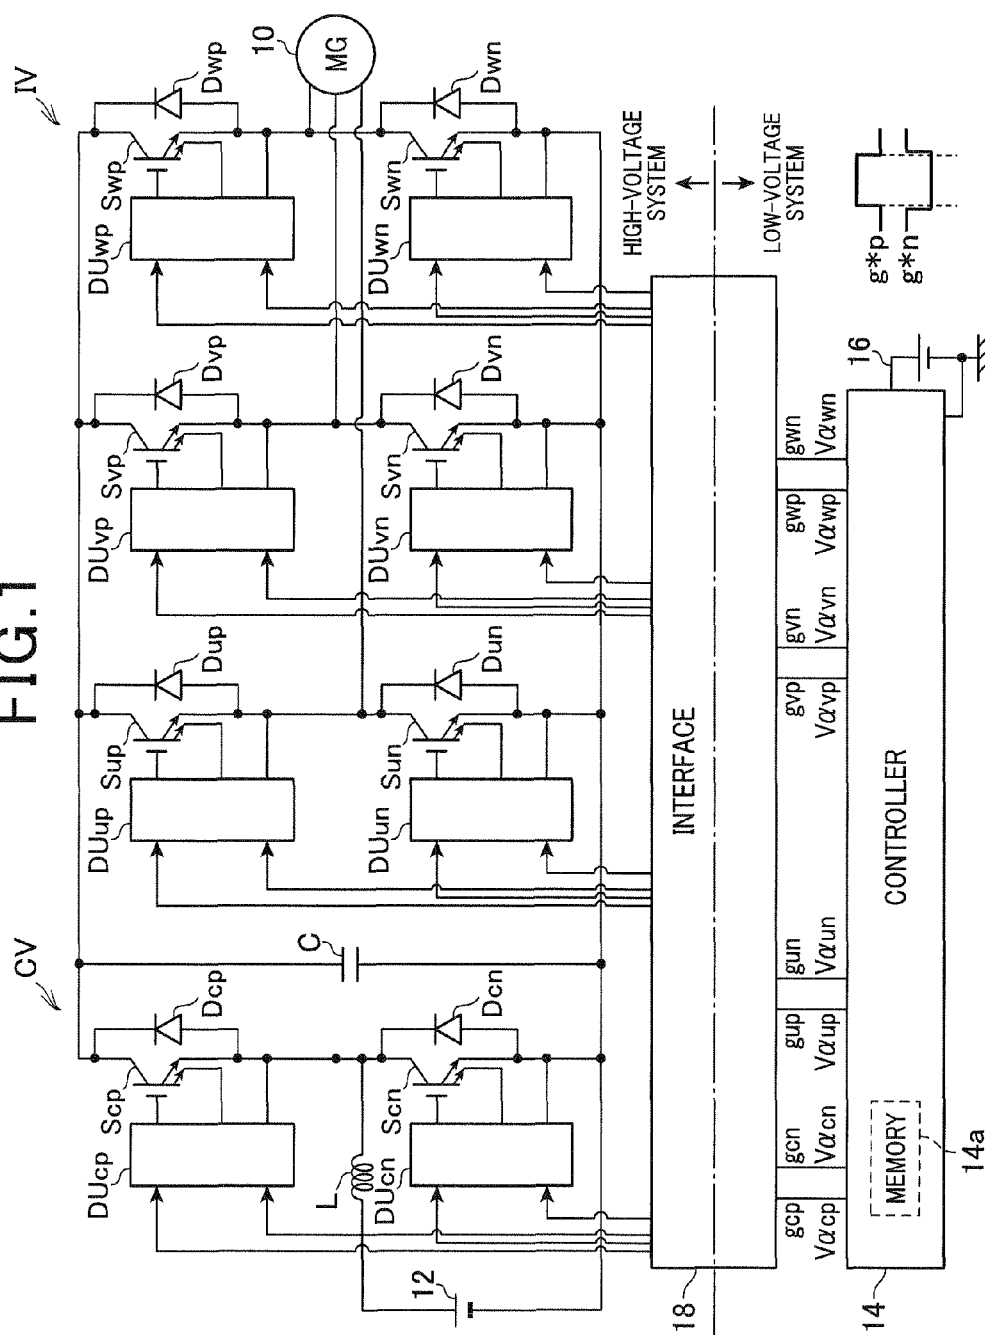 FIG.1
CV
IV
DUcp
Scp
Dcp
C
DUup
Sup
Dup
DUvp
Svp
Dvp
DUwp
Swp
Dwp
10
MG
12
L
DUcn
Scn
Dcn
DUun
Sun
Dun
DUvn
Svn
Dvn
DUwn
Swn
Dwn
18
INTERFACE
HIGH-VOLTAGE
SYSTEM
LOW-VOLTAGE
SYSTEM
gcp
Vαcp
gcn
Vαcn
gup
Vαup
gun
Vαun
gvp
Vαvp
gvn
Vαvn
gwp
Vαwp
gwn
Vαwn
16
g*p
g*n
14
MEMORY
14a
CONTROLLER